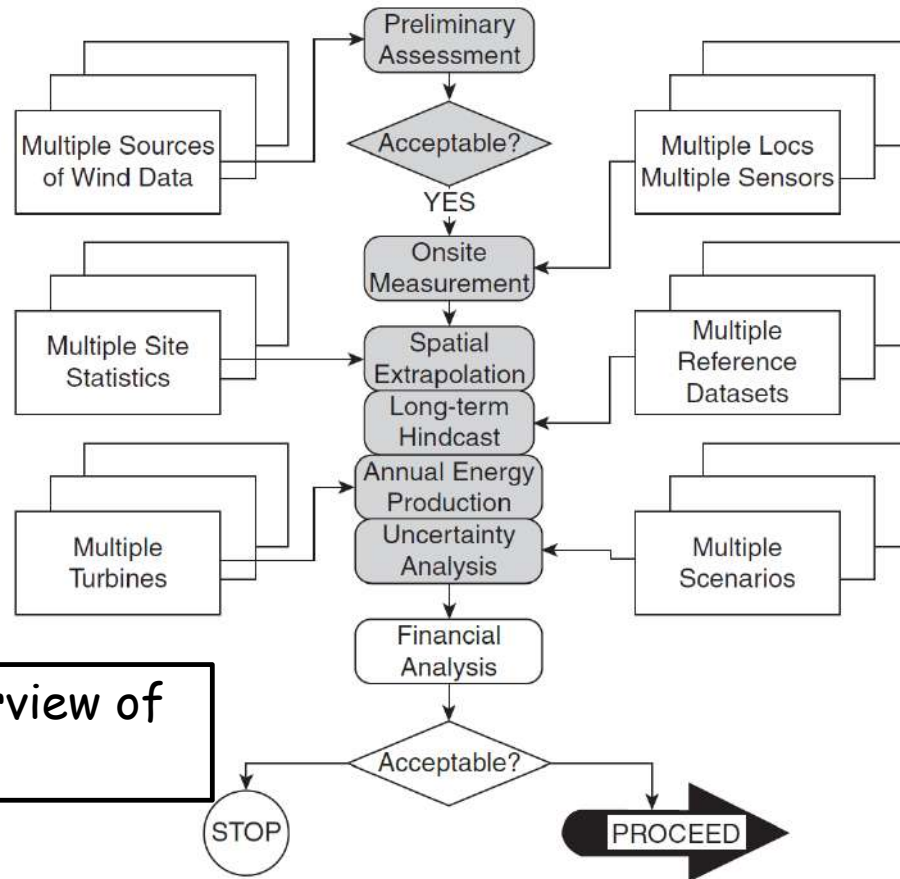 Preliminary
Assessment
Multiple Sources
of Wind Data
Acceptable?
Multiple Locs
Multiple Sensors
YES
Onsite
Measurement
Multiple Site
Statistics
Spatial
Extrapolation
Multiple
Reference
Datasets
Long-term
Hindcast
Annual Energy
Production
Multiple
Turbines
Uncertainty
Analysis
Multiple
Scenarios
Financial
Analysis
of
Acceptable?
STOP
PROCEED